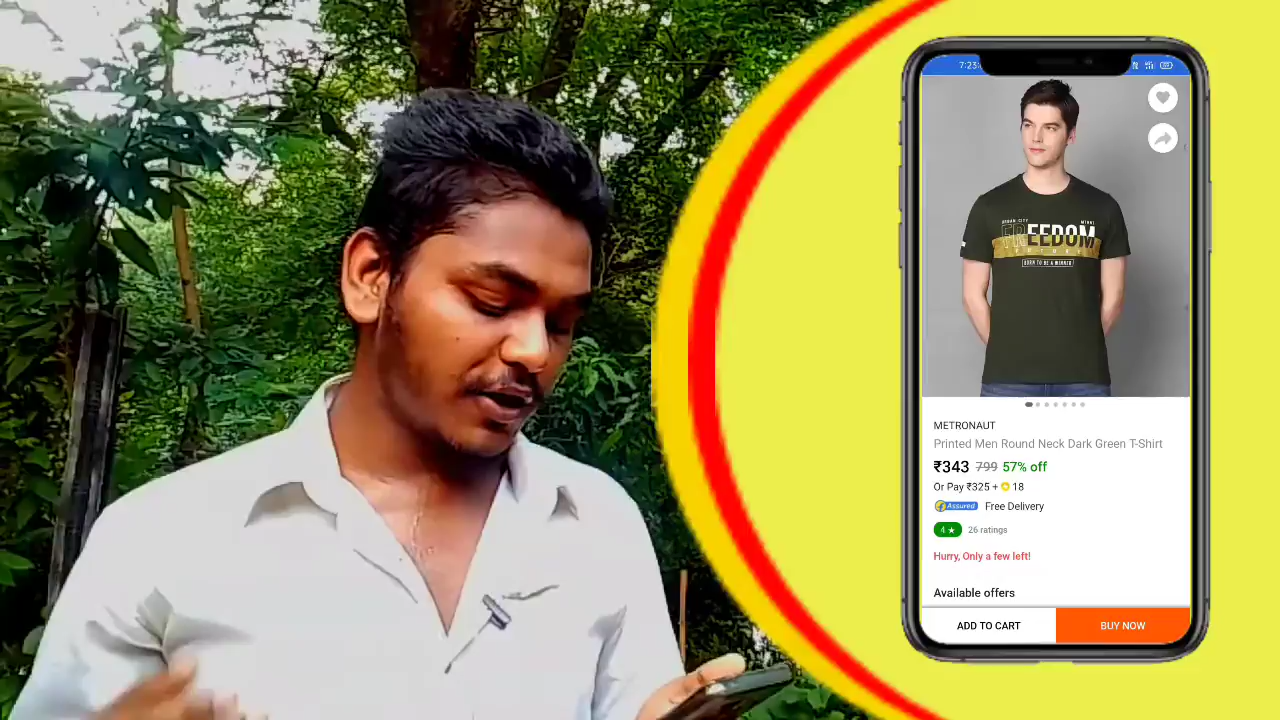 7:23
URBAN CITY
MIAMI
FREEDOM
BORN TO BE A WINNER
METRONAUT
Printed Men Round Neck Dark Green T-Shirt
₹343 799 57% off
Or Pay ₹325 + 18
Assured Free Delivery
4★ 26 ratings
Hurry, Only a few left!
Available offers
ADD TO CART
BUY NOW